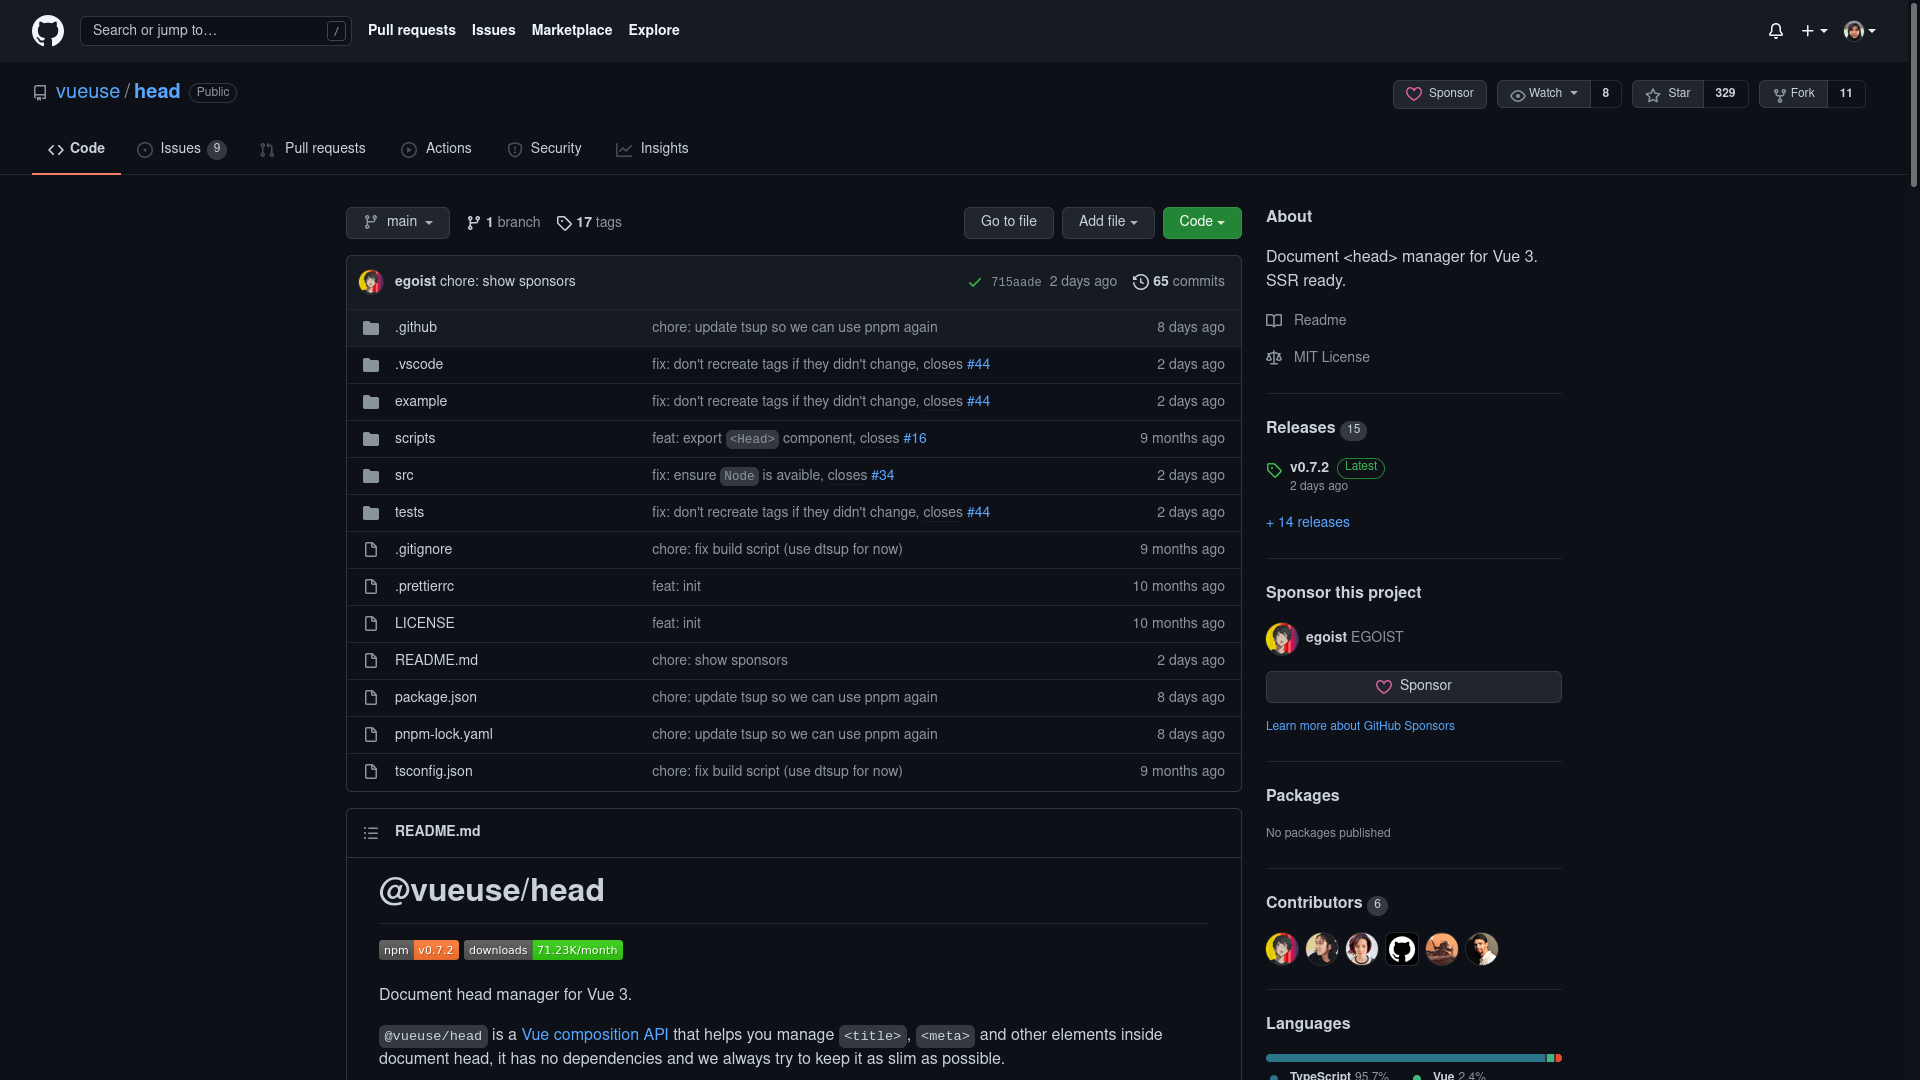 Search or jump to…
/
Pull requests
Issues
Marketplace
Explore
vueuse / head Public
Sponsor
Watch 8
Star 329
Fork 11
Code
Issues 9
Pull requests
Actions
Security
Insights
main
1 branch
17 tags
Go to file
Add file
Code
egoist chore: show sponsors 715aade 2 days ago 65 commits
.github chore: update tsup so we can use pnpm again 8 days ago
.vscode fix: don't recreate tags if they didn't change, closes #44 2 days ago
example fix: don't recreate tags if they didn't change, closes #44 2 days ago
scripts feat: export <Head> component, closes #16 9 months ago
src fix: ensure Node is avaible, closes #34 2 days ago
tests fix: don't recreate tags if they didn't change, closes #44 2 days ago
.gitignore chore: fix build script (use dtsup for now) 9 months ago
.prettierrc feat: init 10 months ago
LICENSE feat: init 10 months ago
README.md chore: show sponsors 2 days ago
package.json chore: update tsup so we can use pnpm again 8 days ago
pnpm-lock.yaml chore: update tsup so we can use pnpm again 8 days ago
tsconfig.json chore: fix build script (use dtsup for now) 9 months ago
README.md
@vueuse/head
npm v0.7.2 downloads 71.23K/month
Document head manager for Vue 3.
@vueuse/head is a Vue composition API that helps you manage <title>, <meta> and other elements inside
document head, it has no dependencies and we always try to keep it as slim as possible.
About
Document <head> manager for Vue 3.
SSR ready.
Readme
MIT License
Releases 15
v0.7.2 Latest
2 days ago
+ 14 releases
Sponsor this project
egoist EGOIST
Sponsor
Learn more about GitHub Sponsors
Packages
No packages published
Contributors 6
Languages
TypeScript 95.7% Vue 2.4%